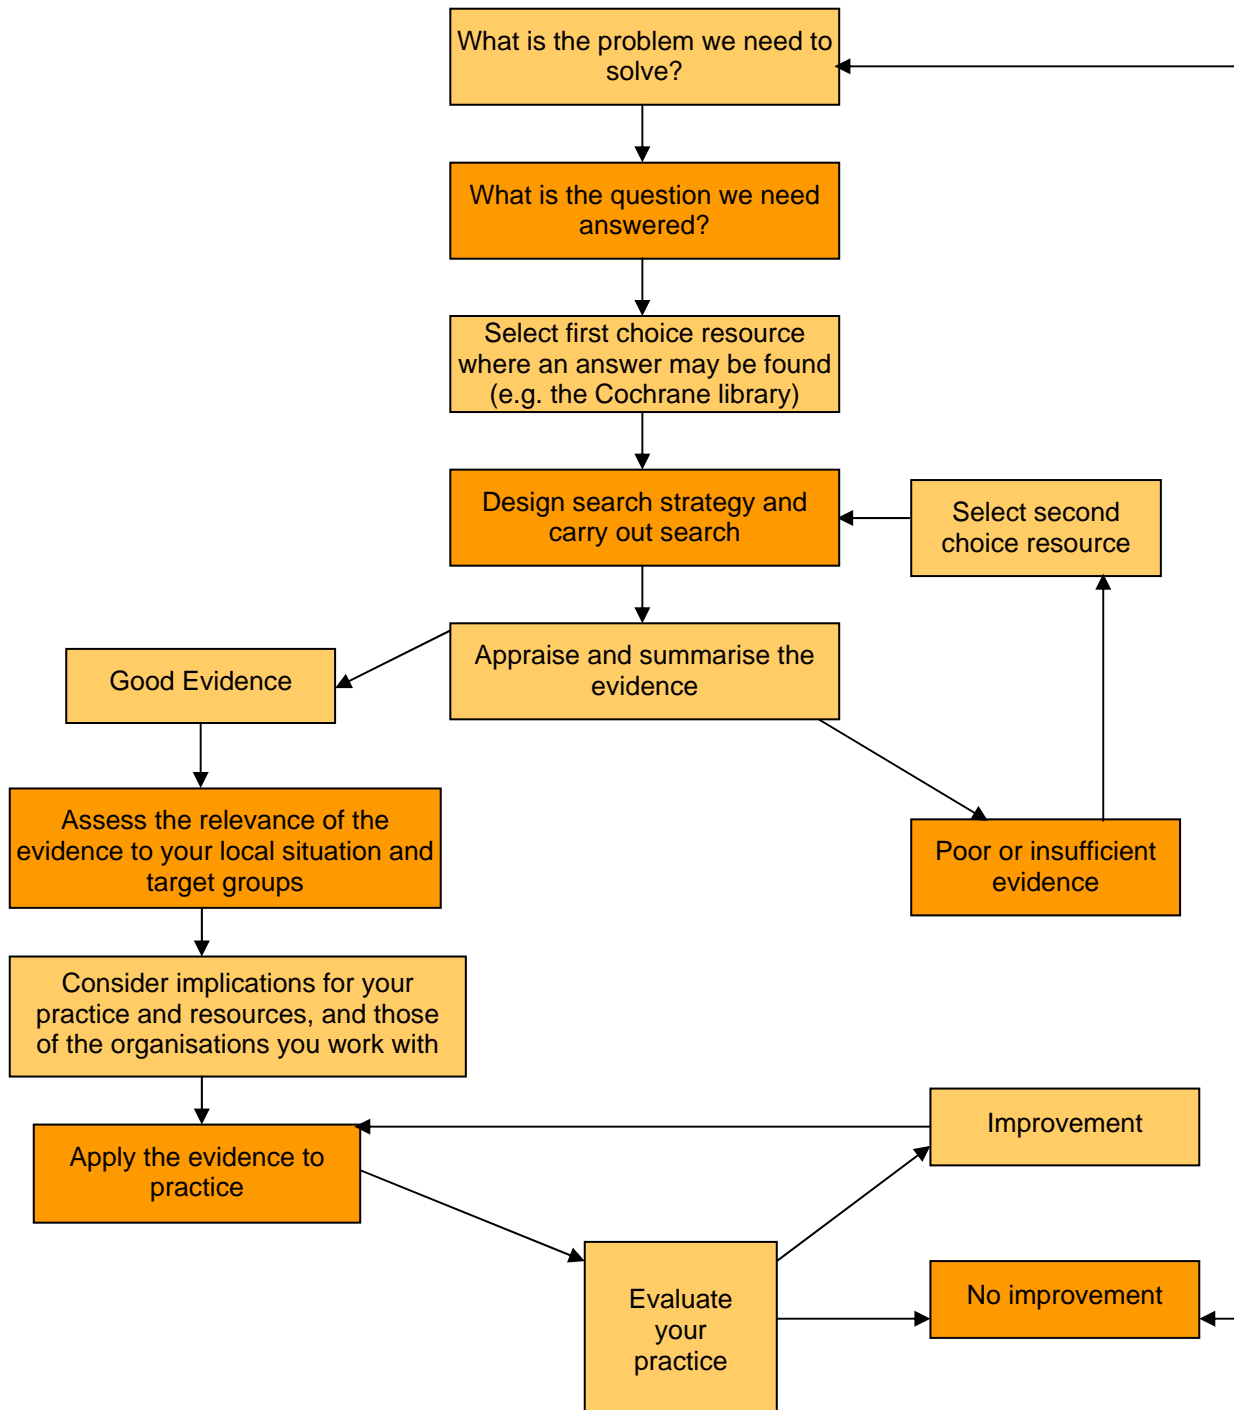 What is the problem we need to
solve?
What is the question we need
answered?
Select first choice resource
where an answer may be found
(e.g. the Cochrane library)
Design search strategy and
carry out search
Select second
choice resource
Appraise and summarise the
evidence
Good Evidence
Assess the relevance of the
evidence to your local situation and
target groups
Poor or insufficient
evidence
Consider implications for your
practice and resources, and those
of the organisations you work with
Improvement
Apply the evidence to
practice
No improvement
Evaluate
your
practice